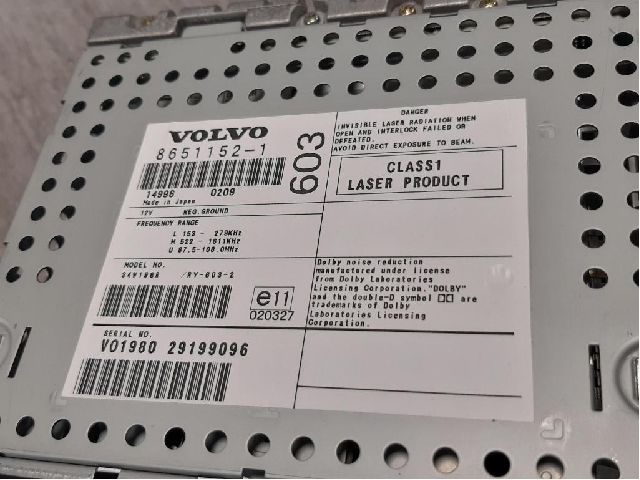 VOLVO
8651152-1
14996 0209
Made in Japan
603
12V NEG.GROUND
FREQUENCY RANGE
L 153 - 279KHz
M 522 - 1611KHz
U 87.5-108.0MHz
MODEL NO.
/RY-603-2
e11
020327
SERIAL NO.
V01980 29199096
DANGER
INVISIBLE LASER RADIATION WHEN
OPEN AND INTERLOCK FAILED OR
DEFEATED.
AVOID DIRECT EXPOSURE TO BEAM.
CLASS1
LASER PRODUCT
Dolby noise reduction
manufactured under license
from Dolby Laboratories
Licensing Corporation."DOLBY"
and the double-D symbol are
trademarks of Dolby
Laboratories Licensing
Corporation.